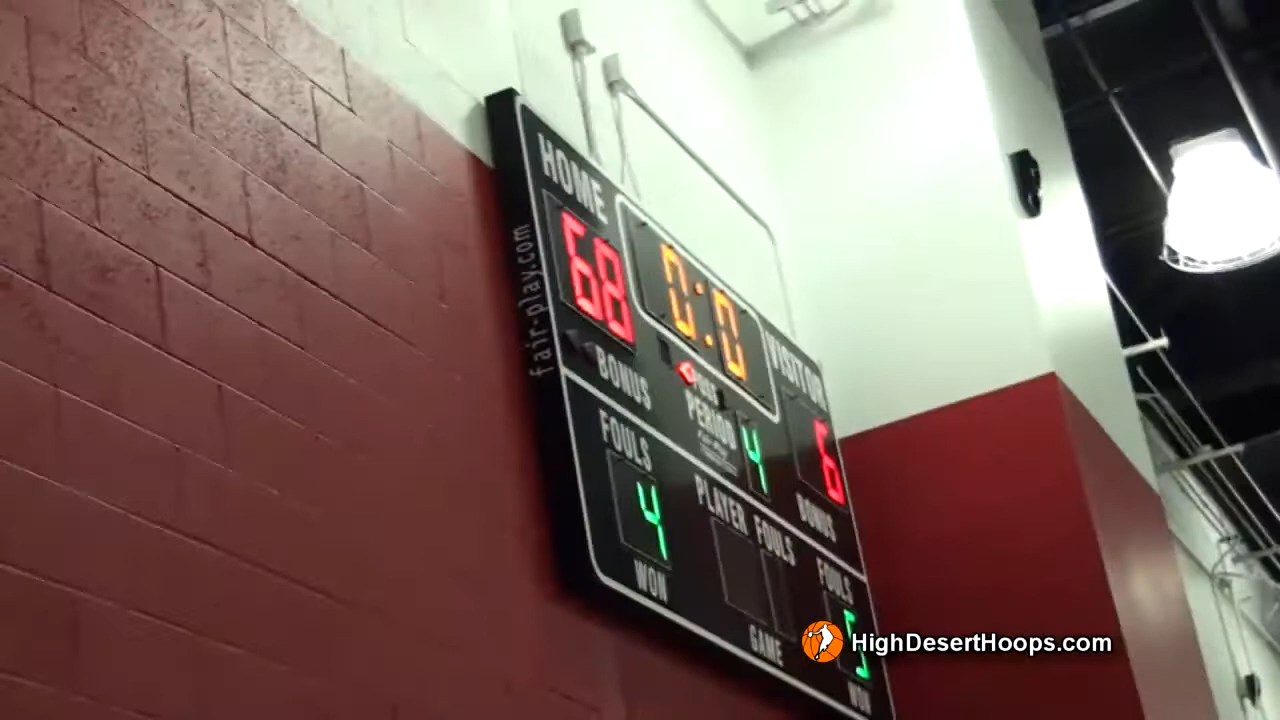 HOME
68
0:0
VISITOR
6
fair-play.com
BONUS
POSS
PERIOD
4
BONUS
FOULS
4
WON
PLAYER FOULS
GAME
FOULS
5
WON
HighDesertHoops.com